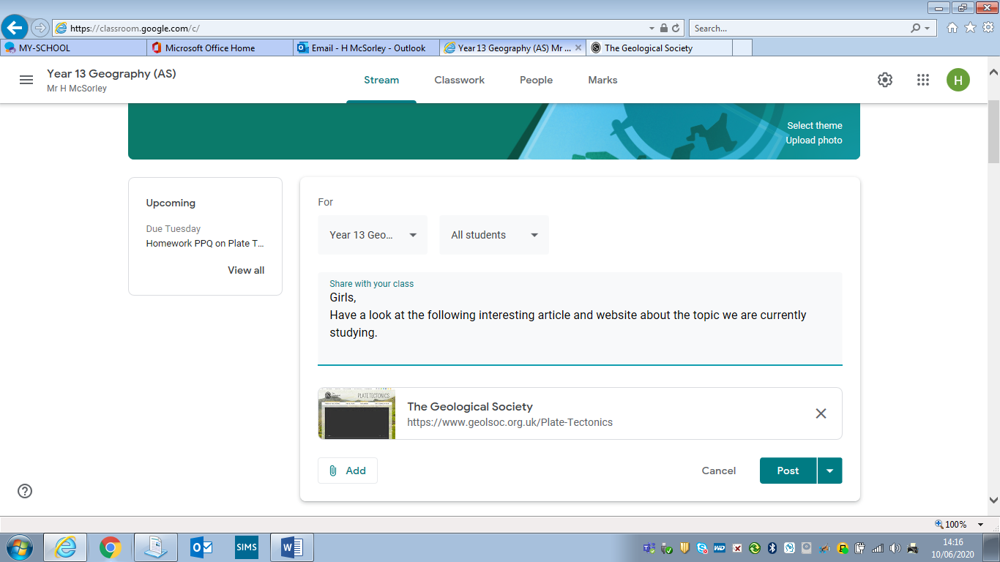 https://classroom.google.com/c/
Search...
MY-SCHOOL
Microsoft Office Home
Email - H McSorley - Outlook
Year 13 Geography (AS) Mr ...
The Geological Society
Year 13 Geography (AS)
Mr H McSorley
Stream
Classwork
People
Marks
H
Select theme
Upload photo
Upcoming
Due Tuesday
Homework PPQ on Plate T...
View all
For
Year 13 Geo...
All students
Share with your class
Girls,
Have a look at the following interesting article and website about the topic we are currently
studying.
PLATE TECTONICS
The Geological Society
https://www.geolsoc.org.uk/Plate-Tectonics
Add
Cancel
Post
100%
SIMS
14:16
10/06/2020